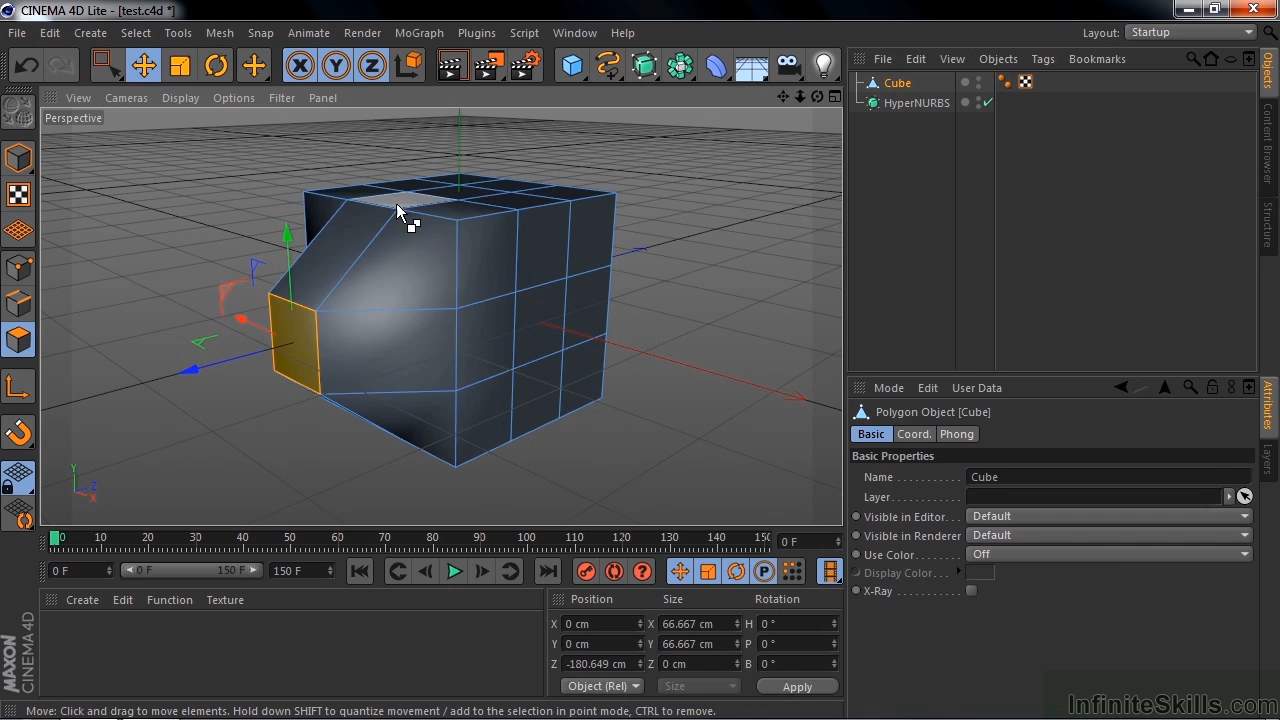 CINEMA 4D Lite - [test.c4d *]
File Edit Create Select Tools Mesh Snap Animate Render MoGraph Plugins Script Window Help Layout: Startup
X Y Z
File Edit View Objects Tags Bookmarks
View Cameras Display Options Filter Panel
Perspective
Cube
HyperNURBS
Objects
Content Browser
Structure
Mode Edit User Data
Polygon Object [Cube]
Basic Coord. Phong
Basic Properties
Name . . . . . . . . . . . Cube
Layer. . . . . . . . . . . .
Visible in Editor. . . Default
Visible in Renderer Default
Use Color. . . . . . . Off
Display Color. . . .
X-Ray . . . . . . . . . .
Attributes
Layers
Y
Z
X
0 10 20 30 40 50 60 70 80 90 100 110 120 130 140 150 0 F
0 F 0 F 150 F 150 F
Create Edit Function Texture
Position Size Rotation
X 0 cm X 66.667 cm H 0 °
Y 0 cm Y 66.667 cm P 0 °
Z -180.649 cm Z 0 cm B 0 °
Object (Rel) Size Apply
MAXON CINEMA 4D
Move: Click and drag to move elements. Hold down SHIFT to quantize movement / add to the selection in point mode, CTRL to remove.
InfiniteSkills.com